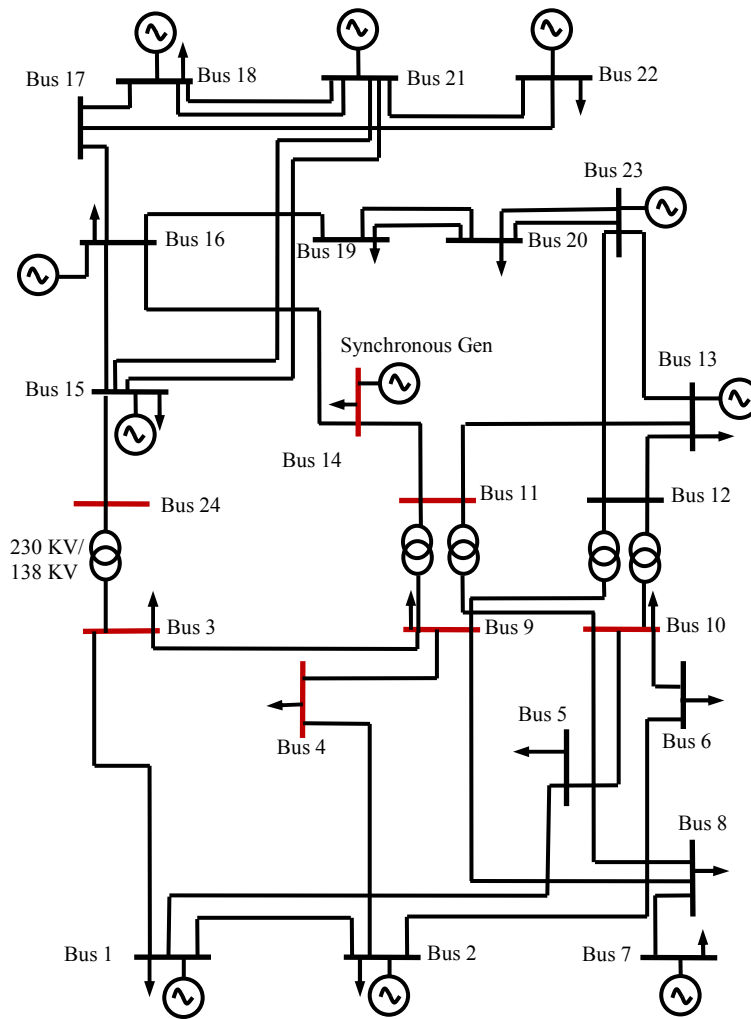 Bus 17
Bus 18
Bus 21
Bus 22
Bus 23
Bus 16
Bus 19
Bus 20
Synchronous Gen
Bus 13
Bus 15
Bus 14
Bus 24
Bus 11
Bus 12
230 KV/
138 KV
Bus 3
Bus 9
Bus 10
Bus 5
Bus 4
Bus 6
Bus 8
Bus 1
Bus 2
Bus 7